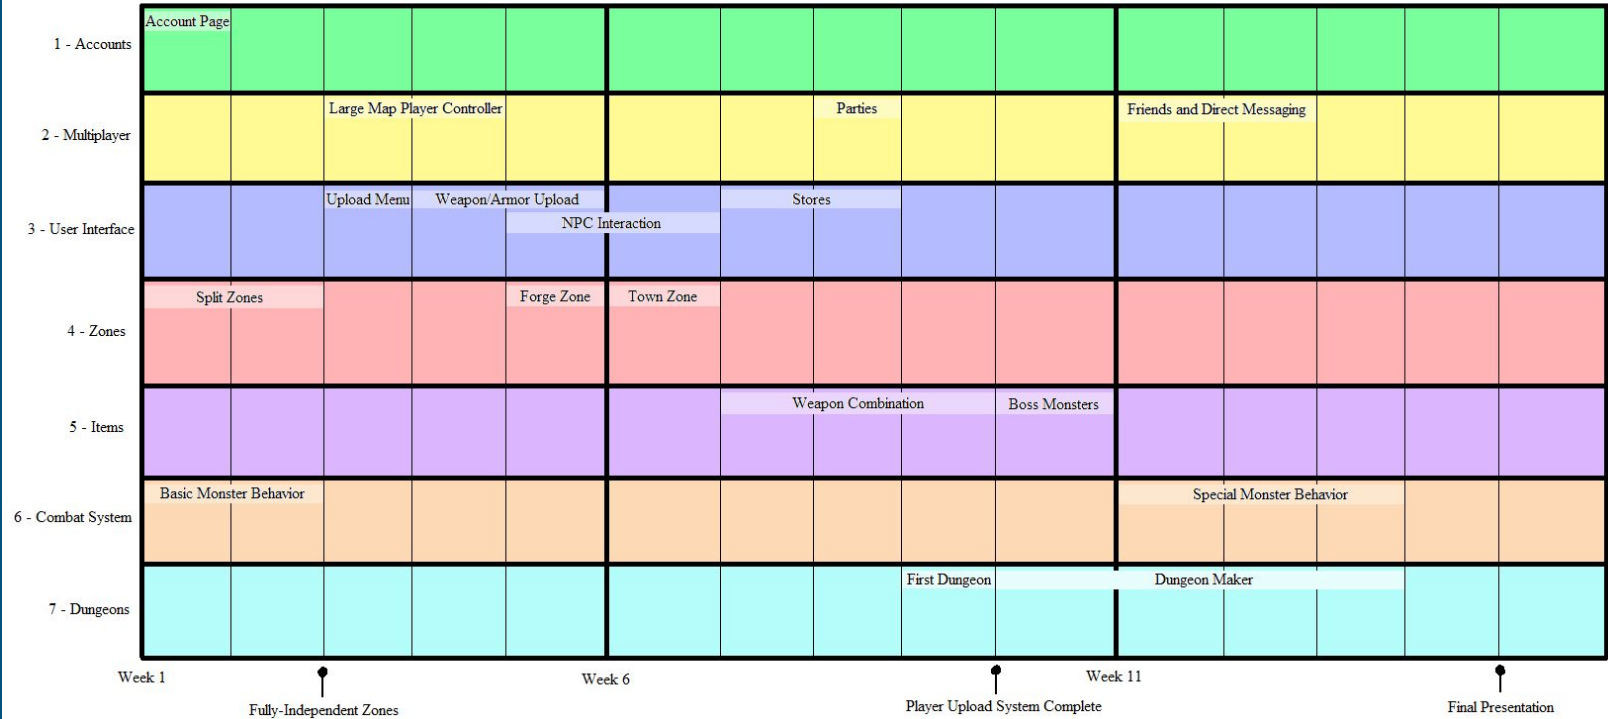 Account Page
1 - Accounts
Large Map Player Controller
Parties
Friends and Direct Messaging
2 - Multiplayer
Upload Menu
Weapon/Armor Upload
Stores
NPC Interaction
3 - User Interface
Split Zones
Forge Zone
Town Zone
4 - Zones
Weapon Combination
Boss Monsters
5 - Items
Basic Monster Behavior
Special Monster Behavior
6 - Combat System
First Dungeon
Dungeon Maker
7 - Dungeons
Week 1
Week 6
Week 11
Fully-Independent Zones
Player Upload System Complete
Final Presentation